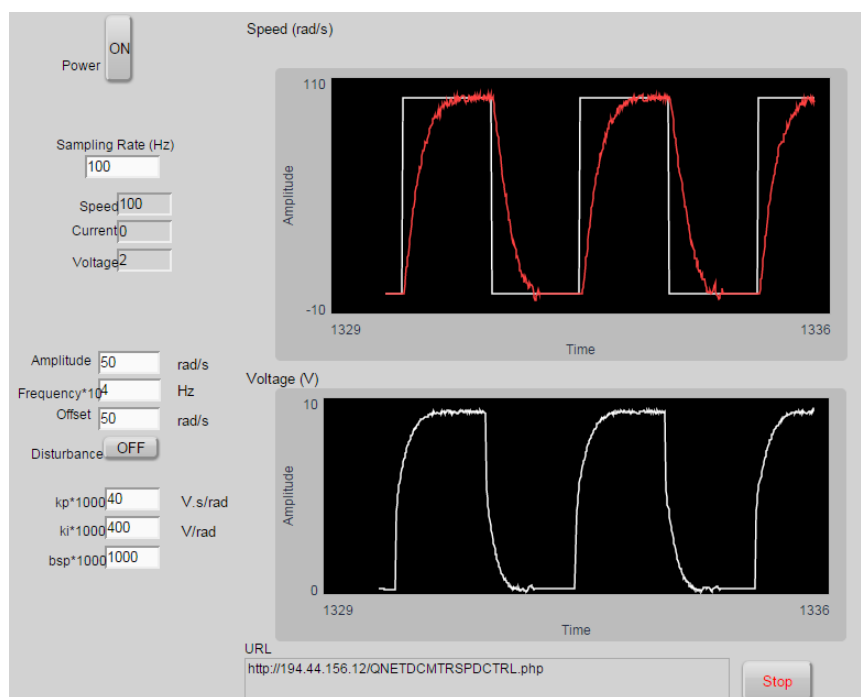 Power ON
Sampling Rate (Hz)
100
Speed 100
Current 0
Voltage 2
Amplitude 50 rad/s
Frequency*10 4 Hz
Offset 50 rad/s
Disturbance OFF
kp*1000 40 V.s/rad
ki*1000 400 V/rad
bsp*1000 1000
Speed (rad/s)
110
Amplitude
-10
1329 1336
Time
Voltage (V)
10
Amplitude
0
1329 1336
Time
URL
http://194.44.156.12/QNETDCMTRSPDCTRL.php
Stop